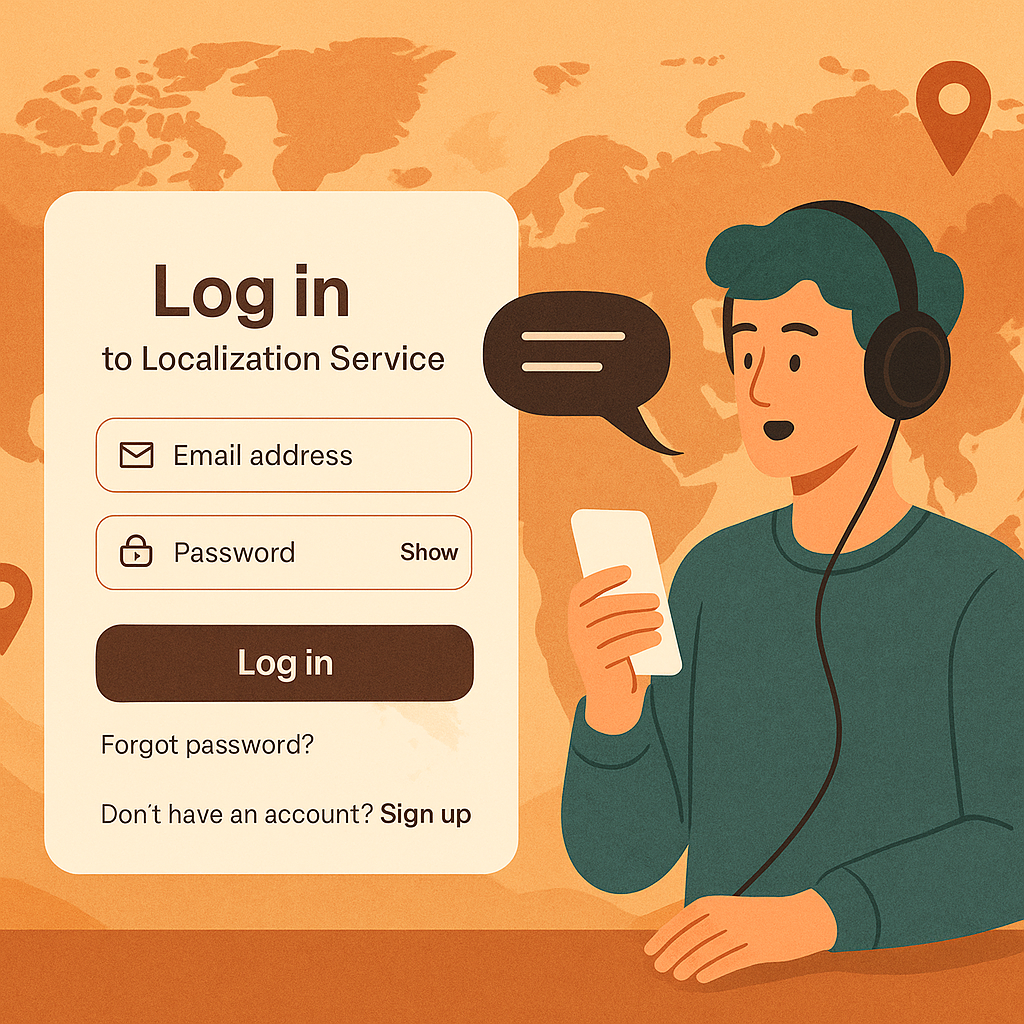 Log in
to Localization Service
Email address
Password Show
Log in
Forgot password?
Don't have an account? Sign up